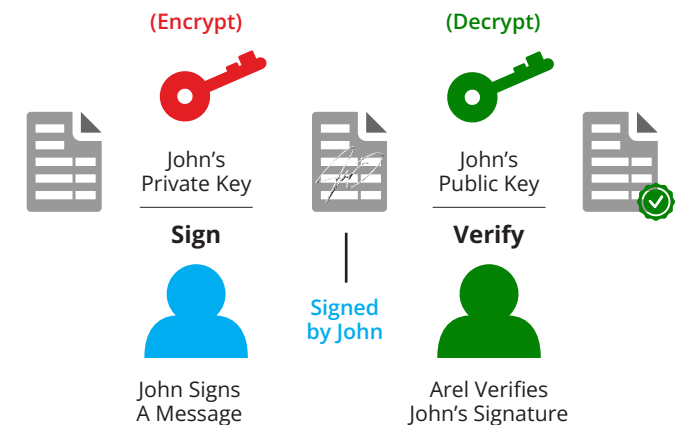 (Encrypt)
(Decrypt)
John’s
Private Key
John’s
Public Key
Sign
Verify
Signed
by John
John Signs
A Message
Arel Verifies
John’s Signature